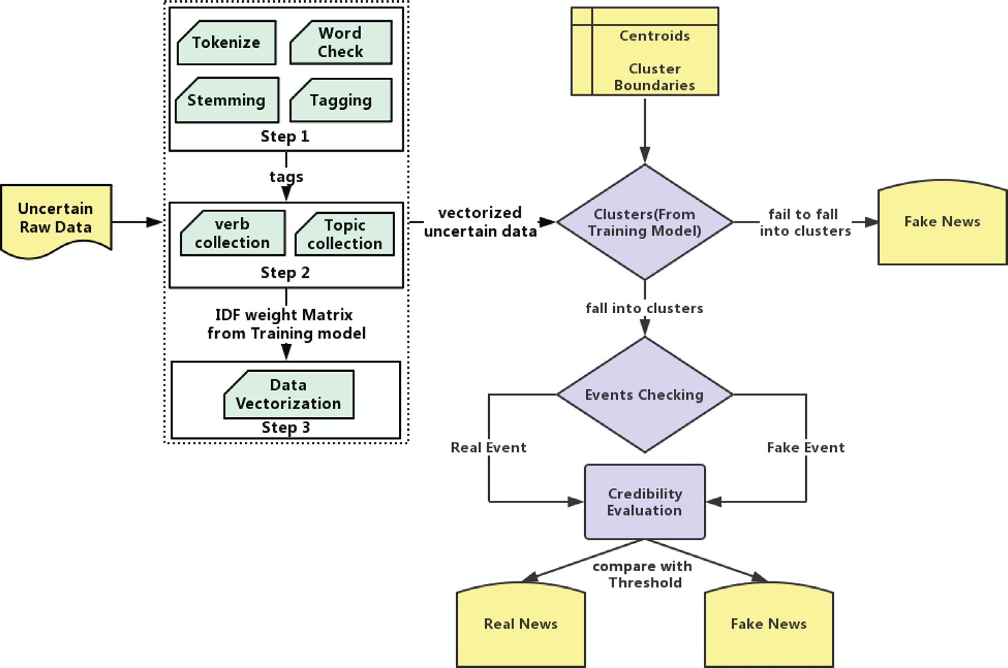 Tokenize
Word
Check
Stemming
Tagging
Step 1
tags
Uncertain
Raw Data
verb
collection
Topic
collection
Step 2
IDF weight Matrix
from Training model
Data
Vectorization
Step 3
vectorized
uncertain data
Centroids
Cluster
Boundaries
Clusters(From
Training Model)
fail to fall
into clusters
Fake News
fall into clusters
Events Checking
Real Event
Fake Event
Credibility
Evaluation
compare with
Threshold
Real News
Fake News